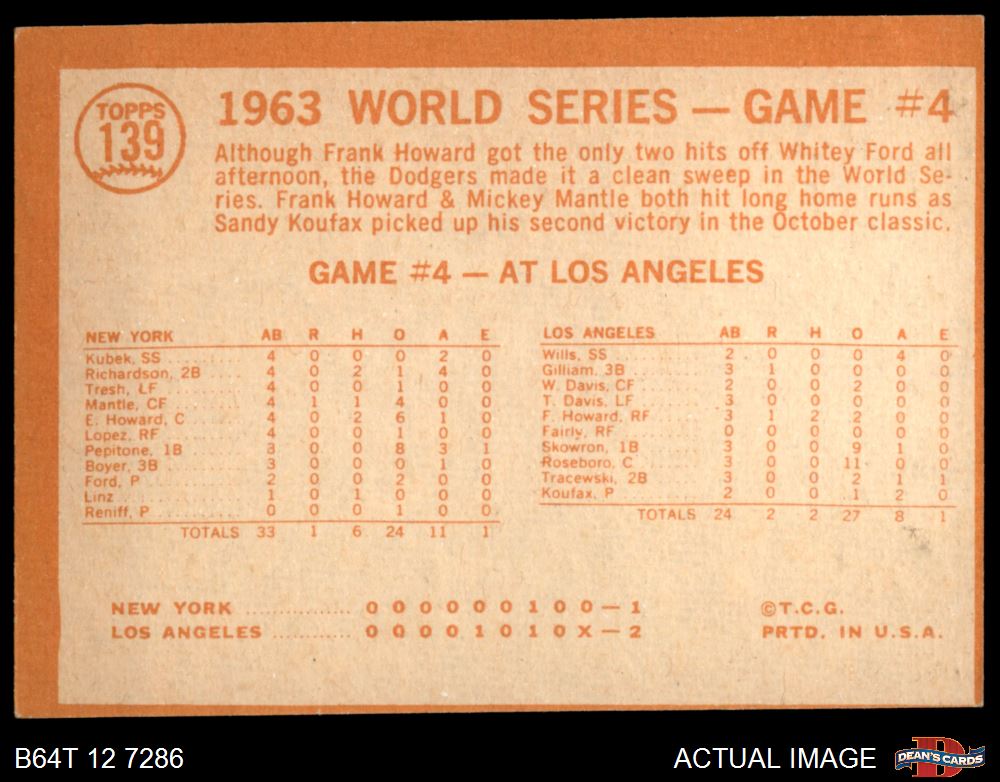 TOPPS
139
1963 WORLD SERIES — GAME #4
Although Frank Howard got the only two hits off Whitey Ford all
afternoon, the Dodgers made it a clean sweep in the World Se-
ries. Frank Howard & Mickey Mantle both hit long home runs as
Sandy Koufax picked up his second victory in the October classic.
GAME #4 — AT LOS ANGELES
NEW YORK AB R H O A E
Kubek, SS 4 0 0 0 2 0
Richardson, 2B 4 0 2 1 4 0
Tresh, LF 4 0 0 1 0 0
Mantle, CF 4 1 1 4 0 0
E. Howard, C 4 0 2 6 1 0
Lopez, RF 4 0 0 1 0 0
Pepitone, 1B 3 0 0 8 3 1
Boyer, 3B 3 0 0 0 1 0
Ford, P 2 0 0 2 0 0
Linz 1 0 1 0 0 0
Reniff, P 0 0 0 1 0 0
TOTALS 33 1 6 24 11 1
LOS ANGELES AB R H O A E
Wills, SS 2 0 0 0 4 0
Gilliam, 3B 3 1 0 0 0 0
W. Davis, CF 2 0 0 2 0 0
T. Davis, LF 3 0 0 0 0 0
F. Howard, RF 3 1 2 2 0 0
Fairly, RF 0 0 0 0 0 0
Skowron, 1B 3 0 0 9 1 0
Roseboro, C 3 0 0 11 0 0
Tracewski, 2B 3 0 0 2 1 1
Koufax, P 2 0 0 1 2 0
TOTALS 24 2 2 27 8 1
NEW YORK ............. 0 0 0 0 0 0 1 0 0 — 1
LOS ANGELES ............ 0 0 0 0 1 0 1 0 X — 2
©T.C.G.
PRTD. IN U.S.A.
B64T 12 7286
ACTUAL IMAGE
D
DEAN'S CARDS